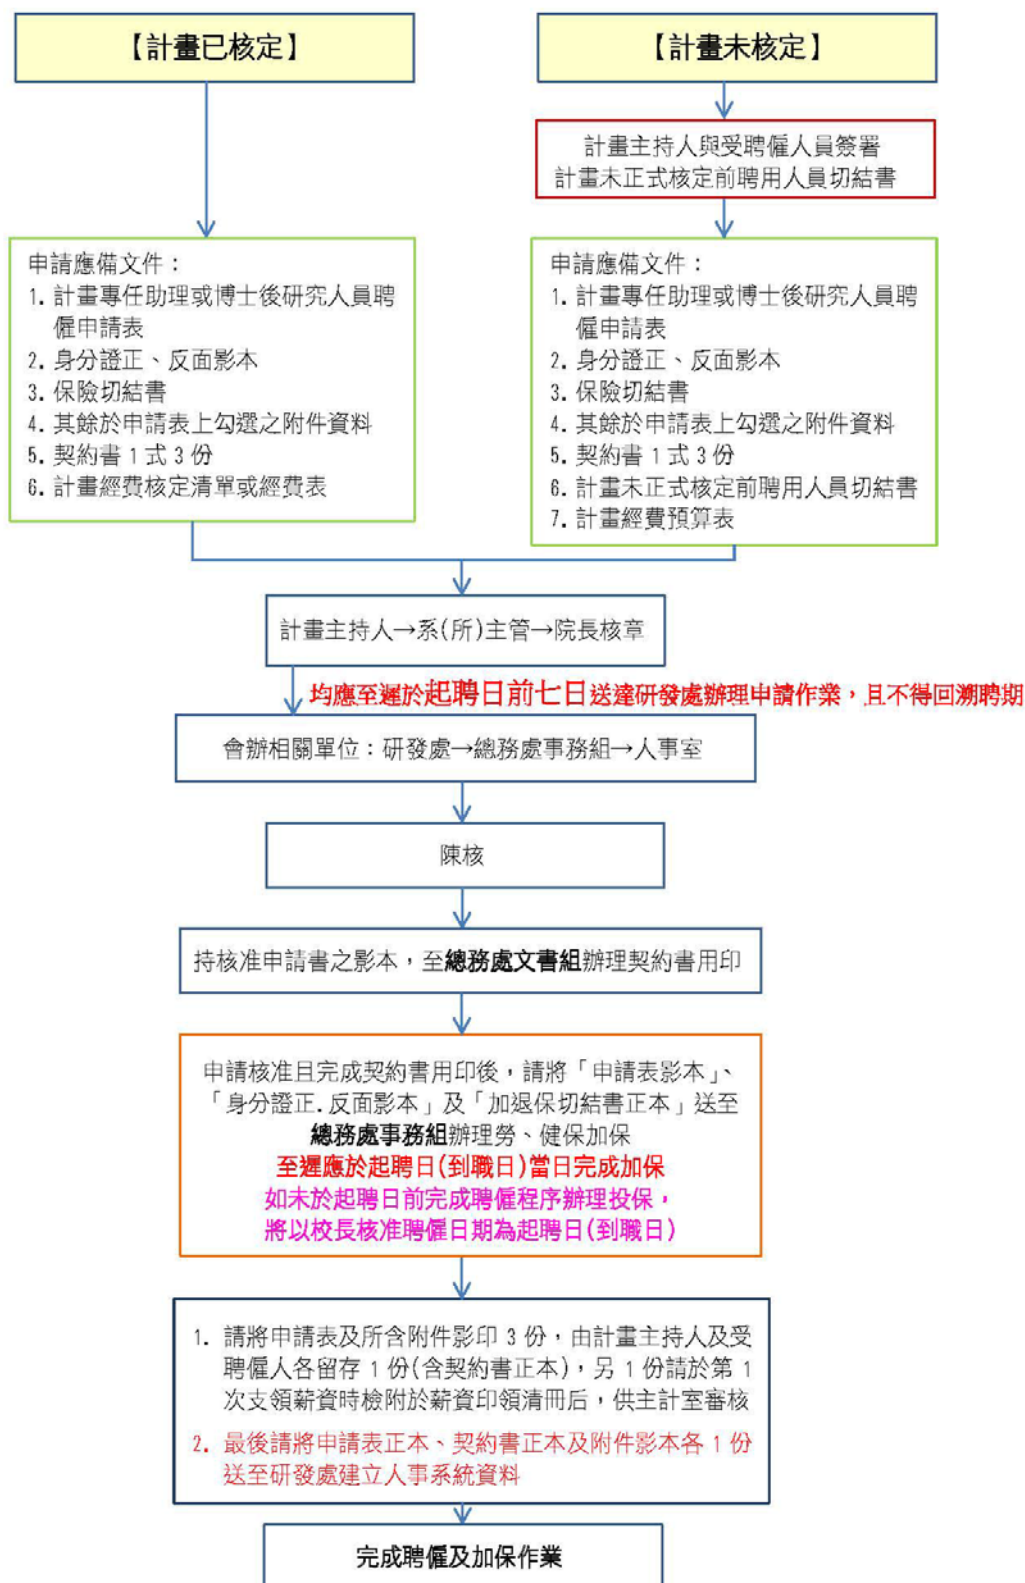 【計畫已核定】
【計畫未核定】
計畫主持人與受聘僱人員簽署
計畫未正式核定前聘用人員切結書
申請應備文件：
1. 計畫專任助理或博士後研究人員聘
僱申請表
2. 身分證正、反面影本
3. 保險切結書
4. 其餘於申請表上勾選之附件資料
5. 契約書 1 式 3 份
6. 計畫經費核定清單或經費表
申請應備文件：
1. 計畫專任助理或博士後研究人員聘
僱申請表
2. 身分證正、反面影本
3. 保險切結書
4. 其餘於申請表上勾選之附件資料
5. 契約書 1 式 3 份
6. 計畫未正式核定前聘用人員切結書
7. 計畫經費預算表
計畫主持人→系(所)主管→院長核章
均應至遲於起聘日前七日送達研發處辦理申請作業，且不得回溯聘期
會辦相關單位：研發處→總務處事務組→人事室
陳核
持核准申請書之影本，至總務處文書組辦理契約書用印
申請核准且完成契約書用印後，請將「申請表影本」、
「身分證正.反面影本」及「加退保切結書正本」送至
總務處事務組辦理勞、健保加保
至遲應於起聘日(到職日)當日完成加保
如未於起聘日前完成聘僱程序辦理投保，
將以校長核准聘僱日期為起聘日(到職日)
1. 請將申請表及所含附件影印 3 份，由計畫主持人及受
聘僱人各留存 1 份(含契約書正本)，另 1 份請於第 1
次支領薪資時檢附於薪資印領清冊后，供主計室審核
2. 最後請將申請表正本、契約書正本及附件影本各 1 份
送至研發處建立人事系統資料
完成聘僱及加保作業